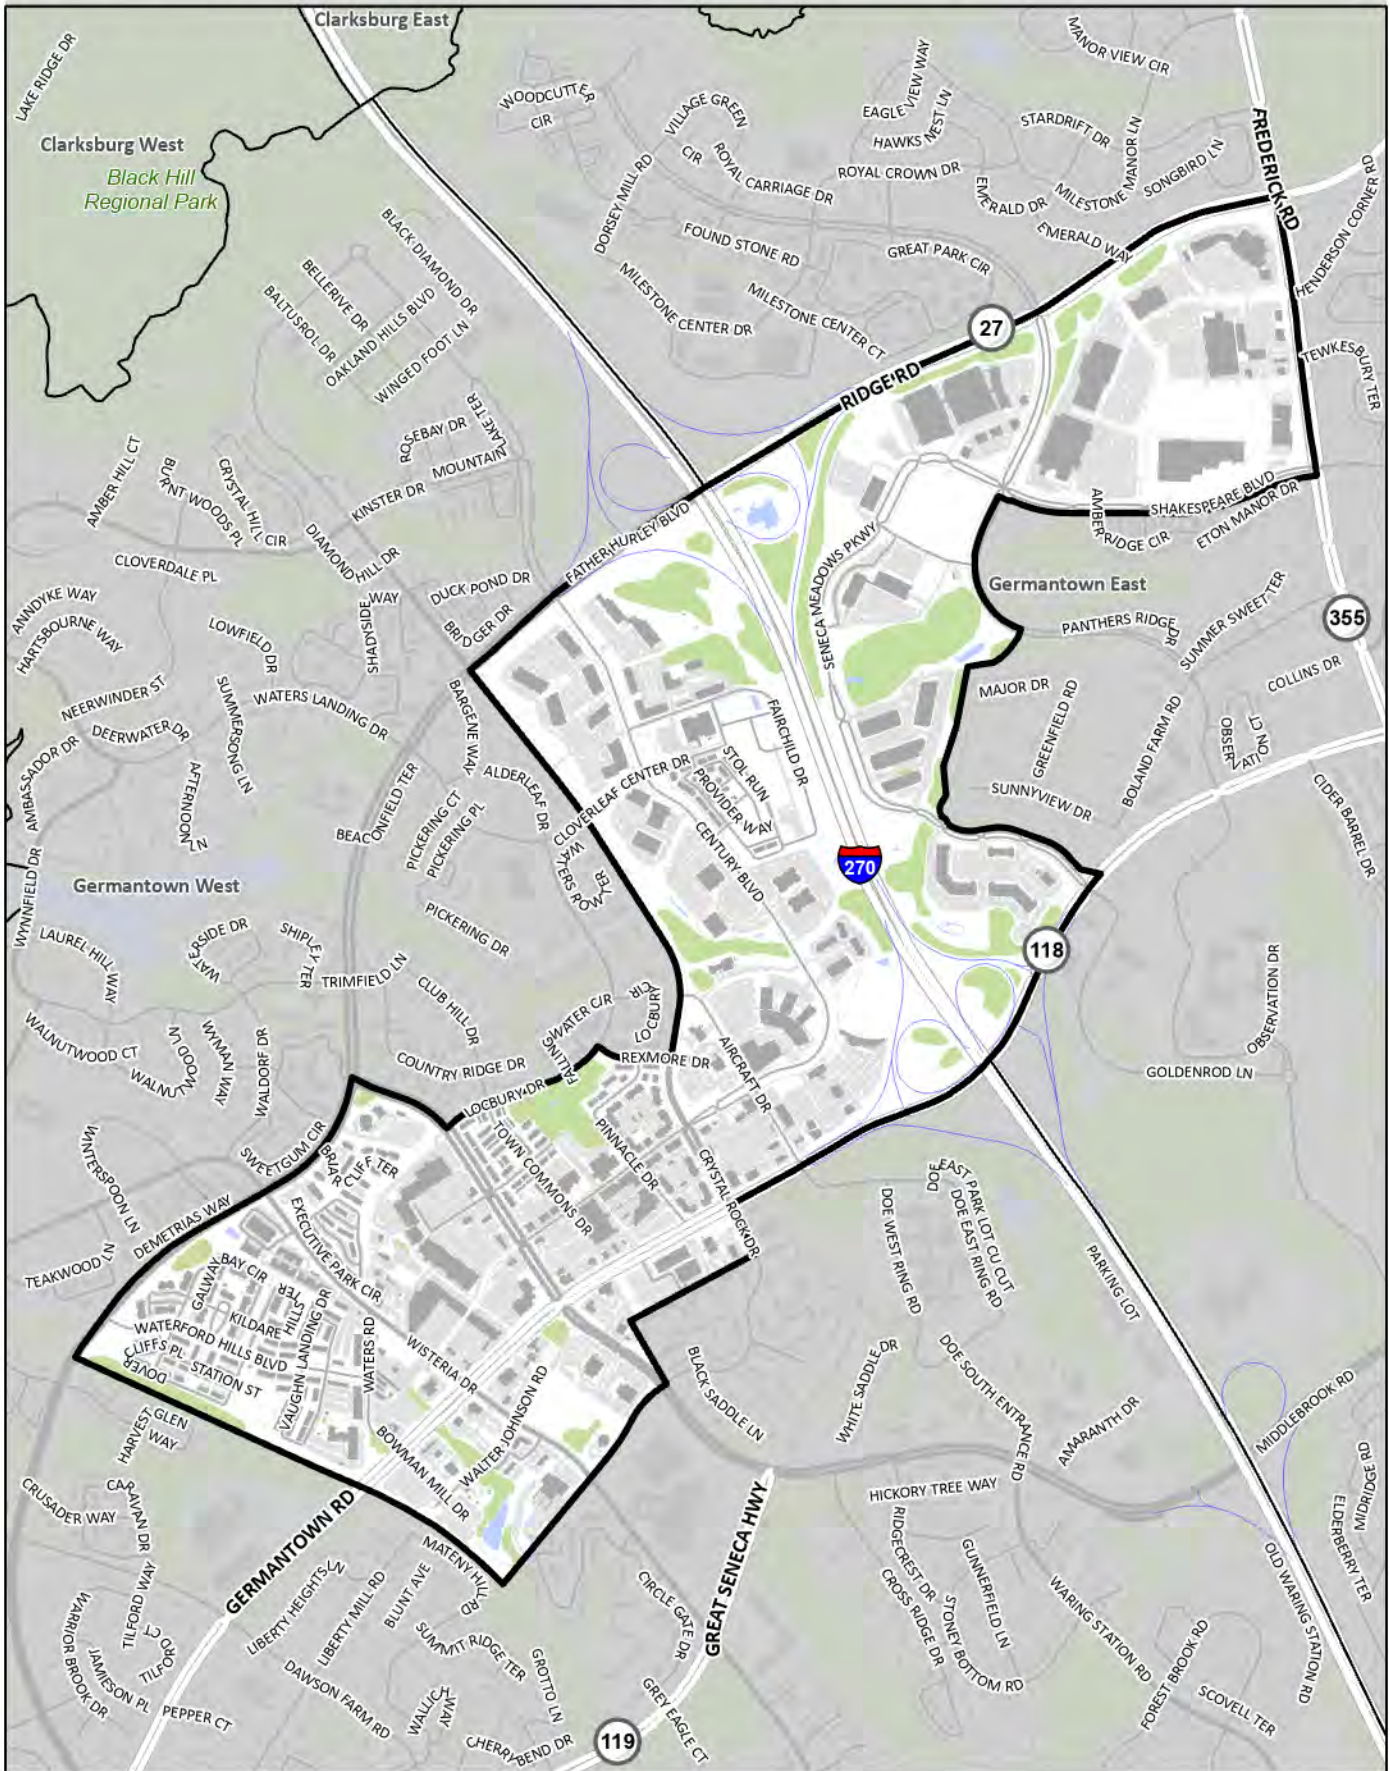 Clarksburg East
LAKE RIDGE DR
MANOR VIEW CIR
WOODCUTTER
CIR
VILLAGE GREEN
CIR
EAGLE VIEW WAY
HAWKS NEST LN
STARDRIFT DR
FREDERICK RD
Clarksburg West
Black Hill
Regional Park
DORSEY MILL RD
ROYAL CARRIAGE DR
ROYAL CROWN DR
EMERALD DR
MILESTONE MANOR LN
SONGBIRD LN
HENDERSON CORNER RD
BLACK DIAMOND DR
FOUND STONE RD
GREAT PARK CIR
EMERALD WAY
BELLERIVE DR
BALTUSROL DR
OAKLAND HILLS BLVD
WINGED FOOT LN
MILESTONE CENTER DR
MILESTONE CENTER CT
27
RIDGE RD
TEWKESBURY TER
ROSEBAY DR
MOUNTAIN
LAKE TER
KINSTER DR
AMBER HILL CT
BURNT WOODS PL
CRYSTAL HILL CIR
DIAMOND
HILL DR
CLOVERDALE PL
FATHER HURLEY BLVD
SENECA MEADOWS PKWY
AMBER
RIDGE CIR
SHAKESPEARE BLVD
ETON MANOR DR
DUCK POND DR
BRIDGER DR
Germantown East
355
ANNDYKE WAY
HARTSBOURNE WAY
LOWFIELD DR
SHADYSIDE
WAY
PANTHERS RIDGE
DR
SUMMER SWEET TER
NEERWINDER ST
DEERWATER DR
SUMMERSONG LN
WATERS LANDING DR
BARGENE WAY
MAJOR DR
GREENFIELD RD
BOLAND FARM RD
COLLINS DR
OBSERVATION CT
AMBASSADOR DR
AFTERNOON
LN
BEACONFIELD TER
PICKERING CT
PICKERING PL
ALDERLEAF DR
CLOVERLEAF CENTER DR
STOL RUN
PROVIDER WAY
FAIRCHILD DR
SUNNYVIEW DR
CIDER BARREL DR
CENTURY BLVD
270
Germantown West
WYNNFIELD DR
LAUREL HILL WAY
WATERSIDE DR
SHIPLEY TER
TRIMFIELD LN
PICKERING DR
CLUB HILL DR
118
OBSERVATION DR
GOLDENROD LN
WALNUTWOOD CT
WALNUT
WOOD LN
WYMAN WAY
WALDORF DR
COUNTRY RIDGE DR
FALLING
WATER CIR
LOCBURY
CIR
REXMORE DR
LOCBURY DR
AIRCRAFT DR
WINTERSPOON LN
SWEETGUM CIR
BRIAR
CLIFF TER
TOWN COMMONS DR
PINNACLE DR
CRYSTAL ROCK DR
DEMETRIAS WAY
TEAKWOOD LN
EXECUTIVE PARK CIR
DOE WEST RING RD
DOE EAST PARK LOT CU CUT
DOE EAST RING RD
PARKING LOT
GALWAY
BAY CIR
KILDARE
HILLS
TER
WATERFORD HILLS BLVD
DOVER
CLIFFS PL
STATION ST
VAUGHN LANDING DR
WATERS RD
WISTERIA DR
WALTER JOHNSON RD
BOWMAN MILL DR
BLACK SADDLE LN
WHITE SADDLE DR
DOE SOUTH ENTRANCE RD
AMARANTH DR
MIDDLEBROOK RD
HARVEST
GLEN
WAY
CRUSADER WAY
CARAVAN DR
GERMANTOWN RD
MATENY HILL RD
GREAT SENECA HWY
HICKORY TREE WAY
RIDGECREST DR
CROSS RIDGE DR
STONEY BOTTOM RD
GUNNERFIELD LN
WARING STATION RD
OLD WARING STATION RD
ELDERBERRY TER
MIDRIDGE RD
TILFORD WAY
TILFORD CT
WARRIOR BROOK DR
JAMIESON PL
PEPPER CT
LIBERTY HEIGHTS LN
LIBERTY MILL RD
BLUNT AVE
SUMMIT RIDGE TER
DAWSON FARM RD
GROTTO LN
CIRCLE GATE DR
CHERRY BEND DR
119
GREY EAGLE CT
FOREST BROOK RD
SCOVELL TER